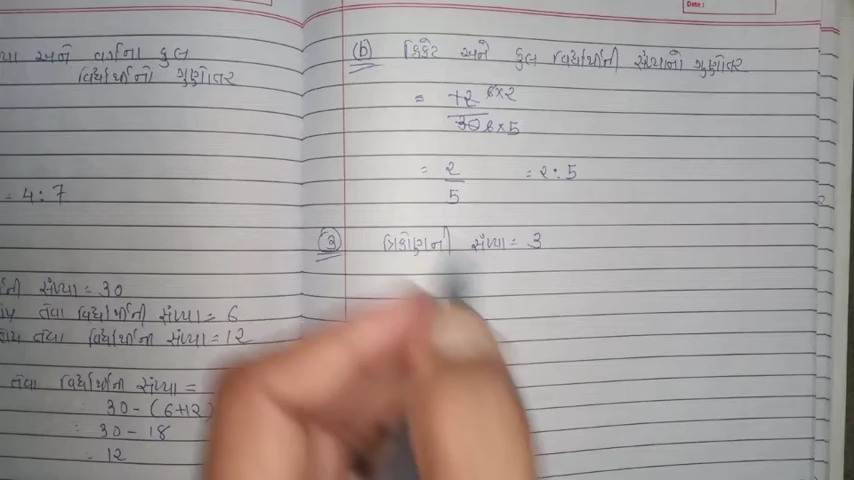 અને વર્ગના કુલ
વિદ્યાર્થીનો ગુણોતર
= 4:7
સંખ્યા = 30
તેવા વિદ્યાર્થીની સંખ્યા = 6
તેવા વિદ્યાર્થીની સંખ્યા = 12
તેવા વિદ્યાર્થીની સંખ્યા =
: 30 - (6+12)
: 30 - 18
12
Date :
(b) ક્રિકેટ અને કુલ વિદ્યાર્થીની સંખ્યાનો ગુણોતર
= 12 6×2
30 6×5
= 2 = 2:5
5
(3) ત્રિકોણની સંખ્યા = 3